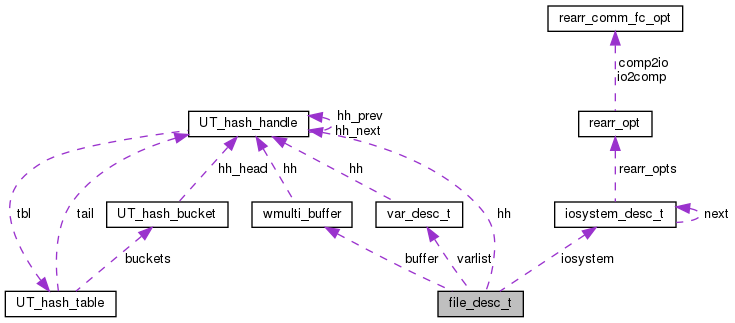 rearr_comm_fc_opt
comp2io
io2comp
UT_hash_handle
hh_prev
hh_next
rearr_opt
tbl
tail
hh_head
hh
hh
hh
rearr_opts
UT_hash_bucket
wmulti_buffer
var_desc_t
iosystem_desc_t
next
buckets
buffer
varlist
iosystem
UT_hash_table
file_desc_t